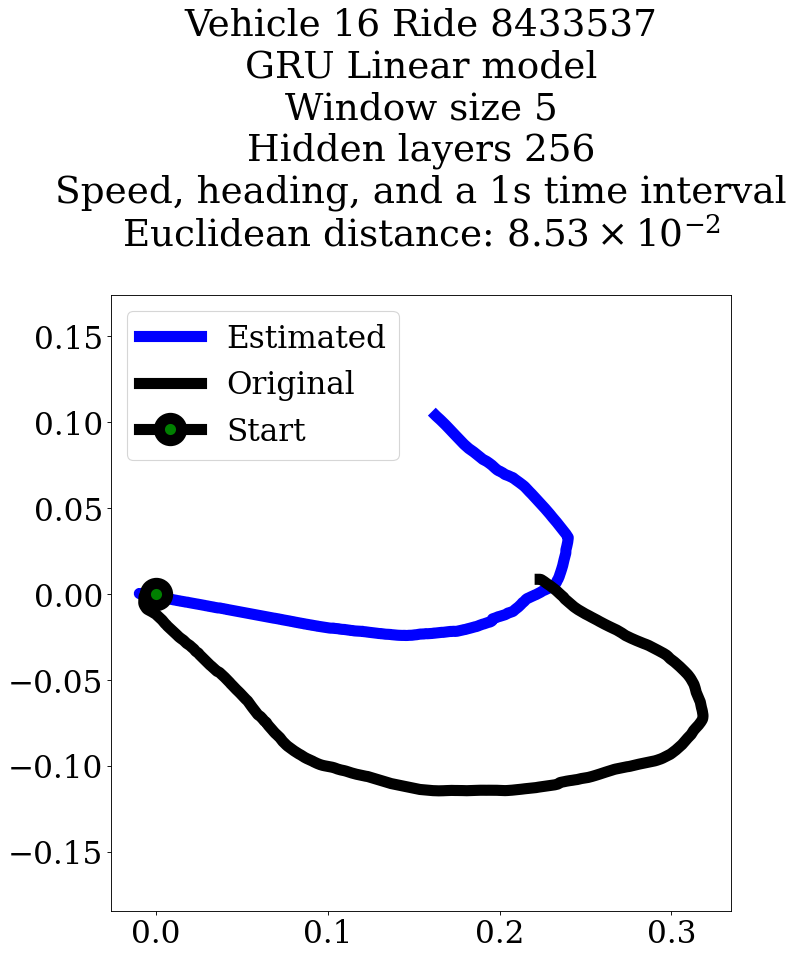 Vehicle 16 Ride 8433537
GRU Linear model
Window size 5
Hidden layers 256
Speed, heading, and a 1s time interval
Euclidean distance: 8.53 × 10⁻²
Estimated
Original
Start
0.15
0.10
0.05
0.00
−0.05
−0.10
−0.15
0.0 0.1 0.2 0.3